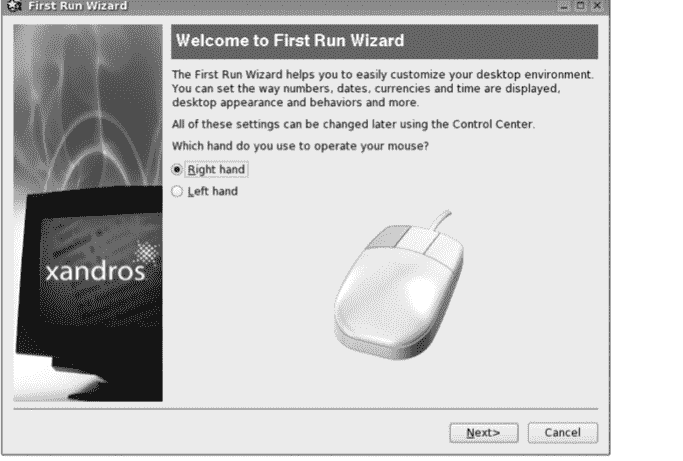 First Run Wizard
Welcome to First Run Wizard
The First Run Wizard helps you to easily customize your desktop environment.
You can set the way numbers, dates, currencies and time are displayed,
desktop appearance and behaviors and more.
All of these settings can be changed later using the Control Center.
Which hand do you use to operate your mouse?
Right hand
Left hand
xandros
Next>
Cancel